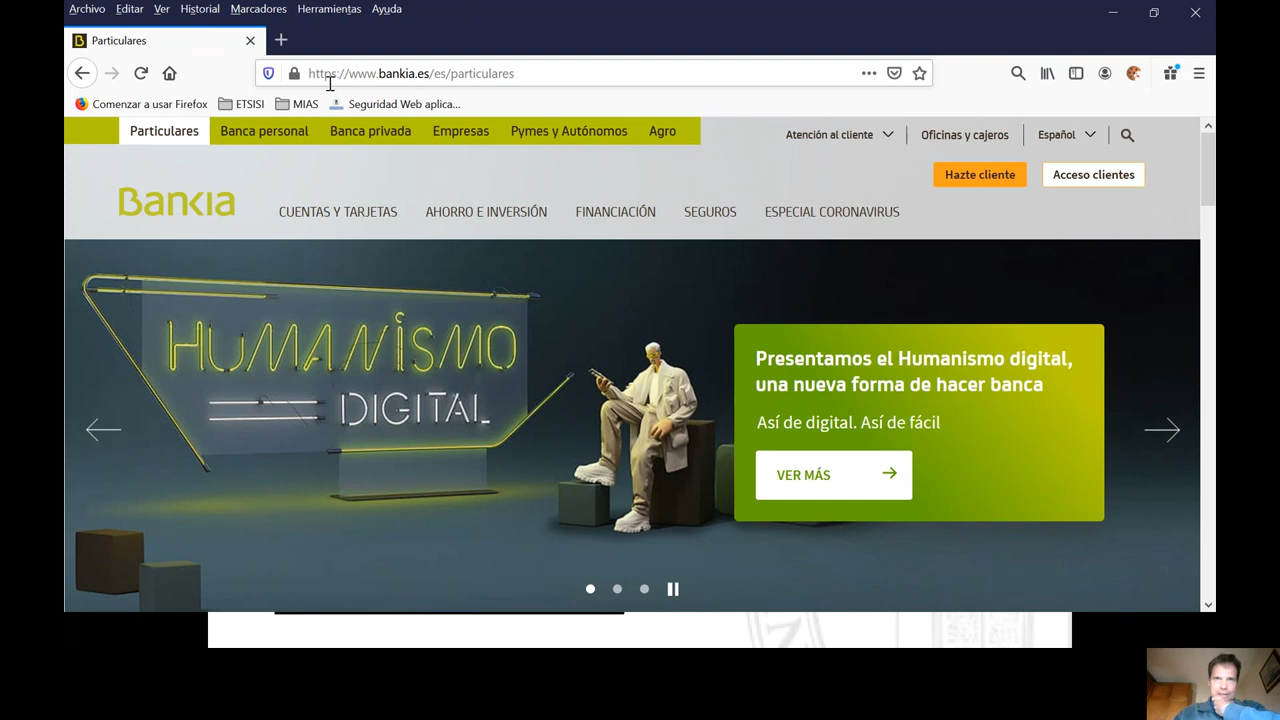 Archivo Editar Ver Historial Marcadores Herramientas Ayuda
Particulares
https://www.bankia.es/es/particulares
Comenzar a usar Firefox ETSISI MIAS Seguridad Web aplica...
Particulares Banca personal Banca privada Empresas Pymes y Autónomos Agro
Atención al cliente Oficinas y cajeros Español
Hazte cliente Acceso clientes
Bankia
CUENTAS Y TARJETAS AHORRO E INVERSIÓN FINANCIACIÓN SEGUROS ESPECIAL CORONAVIRUS
HUMANiSMO
DIGITAL
Presentamos el Humanismo digital,
una nueva forma de hacer banca
Así de digital. Así de fácil
VER MÁS